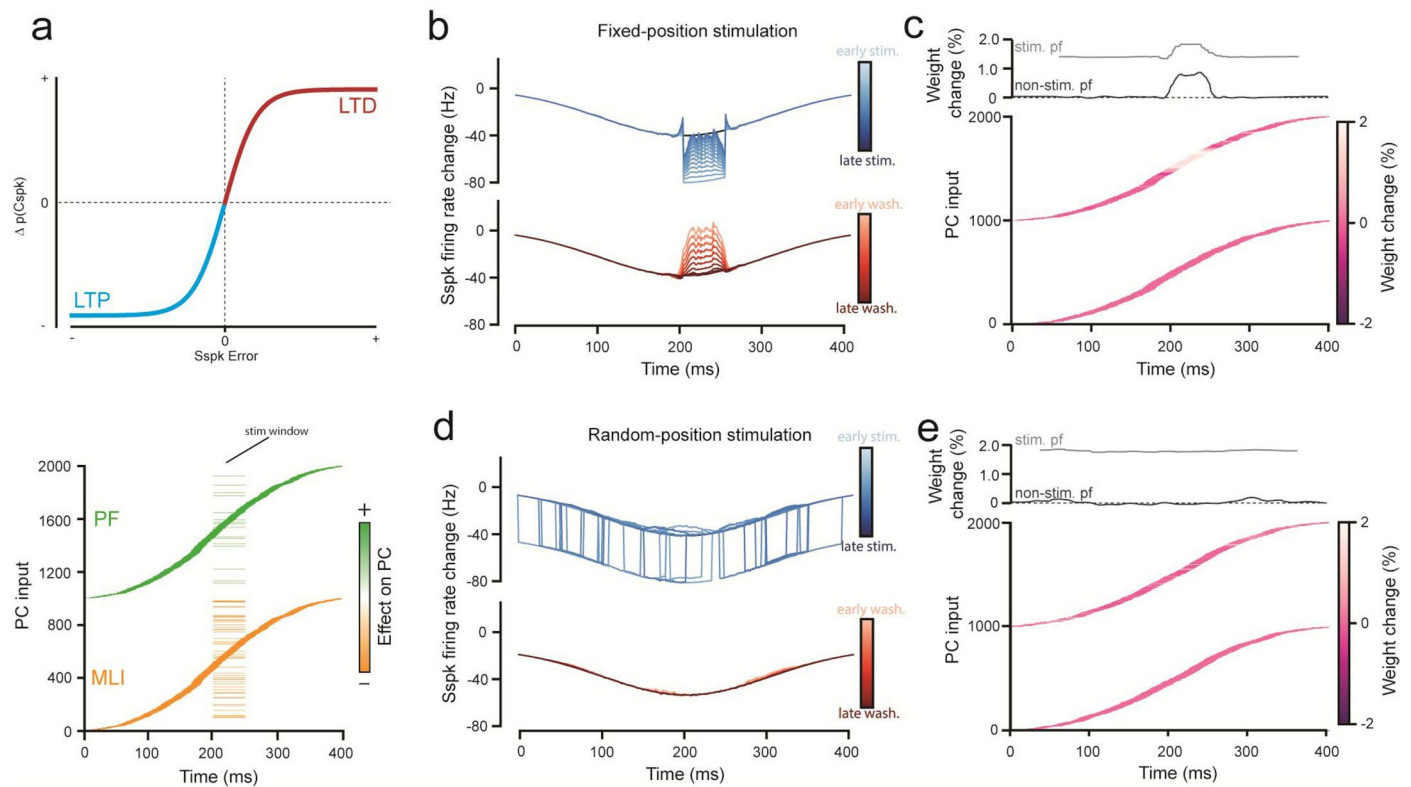 a
+
LTD
Δ p(Cspk)
0
LTP
-
-
0
+
Sspk Error
stim window
2000
PF
1600
1200
PC input
800
MLI
400
0
0
100
200
300
400
Time (ms)
+
Effect on PC
–
b
Fixed-position stimulation
early stim.
0
-40
-80
late stim.
early wash.
0
-40
-80
late wash.
Sspk firing rate change (Hz)
0
100
200
300
400
Time (ms)
c
Weight
change (%)
2.0
1.0
0
stim. pf
non-stim. pf
2000
1000
0
PC input
0
100
200
300
400
Time (ms)
2
0
-2
Weight change (%)
d
Random-position stimulation
early stim.
0
-40
-80
late stim.
early wash.
0
-40
-80
late wash.
Sspk firing rate change (Hz)
0
100
200
300
400
Time (ms)
e
Weight
change (%)
2.0
1.0
0
stim. pf
non-stim. pf
2000
1000
0
PC input
0
100
200
300
400
Time (ms)
2
0
-2
Weight change (%)